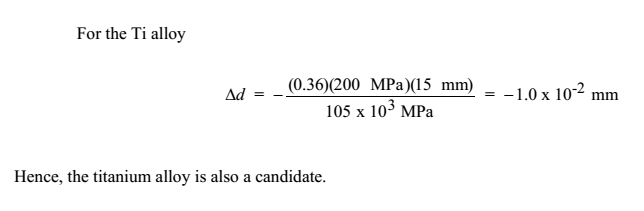 For the Ti alloy
Δd = – (0.36)(200 MPa)(15 mm) / 105 x 10³ MPa = – 1.0 x 10⁻² mm
Hence, the titanium alloy is also a candidate.